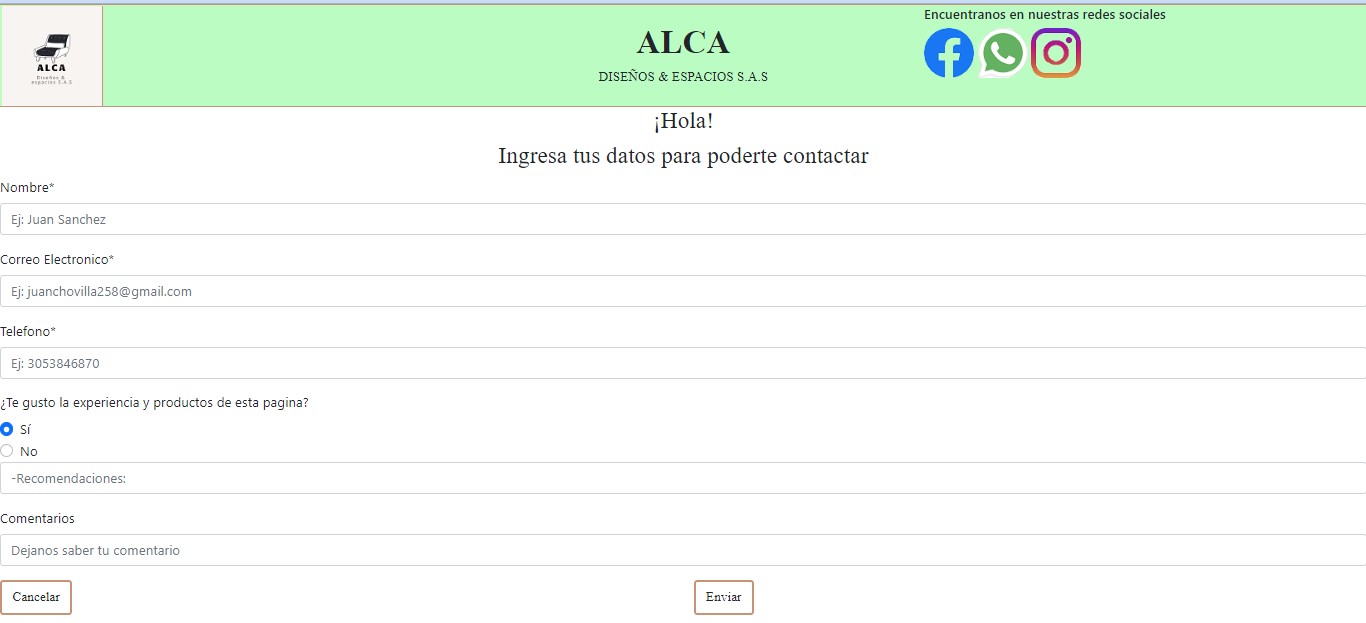 ALCA
Diseños &
espacios S.A.S
ALCA
DISEÑOS & ESPACIOS S.A.S
Encuentranos en nuestras redes sociales
¡Hola!
Ingresa tus datos para poderte contactar
Nombre*
Ej: Juan Sanchez
Correo Electronico*
Ej: juanchovilla258@gmail.com
Telefono*
Ej: 3053846870
¿Te gusto la experiencia y productos de esta pagina?
Sí
No
-Recomendaciones:
Comentarios
Dejanos saber tu comentario
Cancelar
Enviar